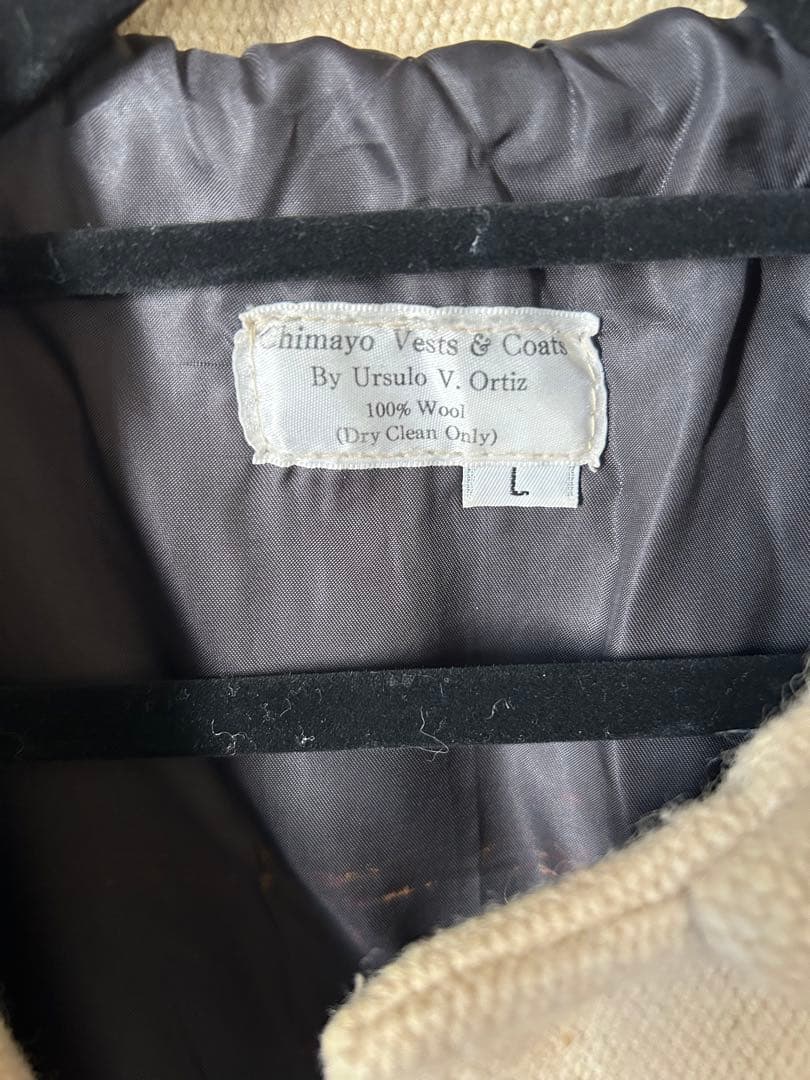 Chimayo Vests & Coats
By Ursulo V. Ortiz
100% Wool
(Dry Clean Only)
L